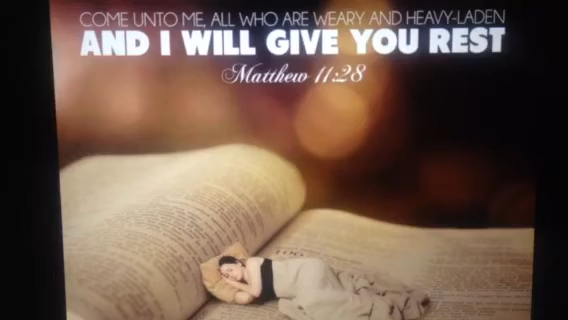 COME UNTO ME, ALL WHO ARE WEARY AND HEAVY-LADEN
AND I WILL GIVE YOU REST
Matthew 11:28